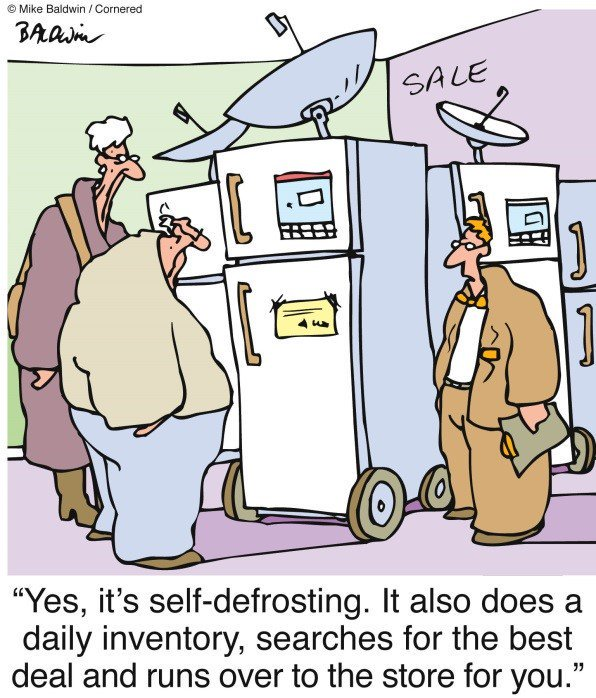 © Mike Baldwin / Cornered
BALDWin
SALE
“Yes, it’s self-defrosting. It also does a
daily inventory, searches for the best
deal and runs over to the store for you.”